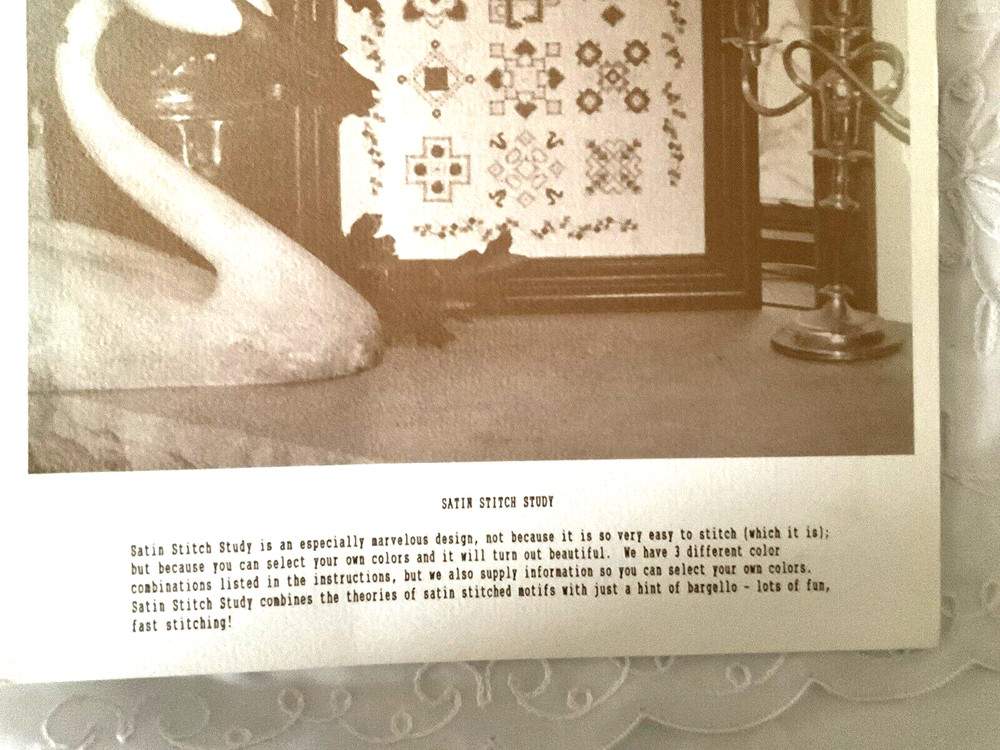 SATIN STITCH STUDY
Satin Stitch Study is an especially marvelous design, not because it is so very easy to stitch (which it is);
but because you can select your own colors and it will turn out beautiful.  We have 3 different color
combinations listed in the instructions, but we also supply information so you can select your own colors.
Satin Stitch Study combines the theories of satin stitched motifs with just a hint of bargello - lots of fun,
fast stitching!